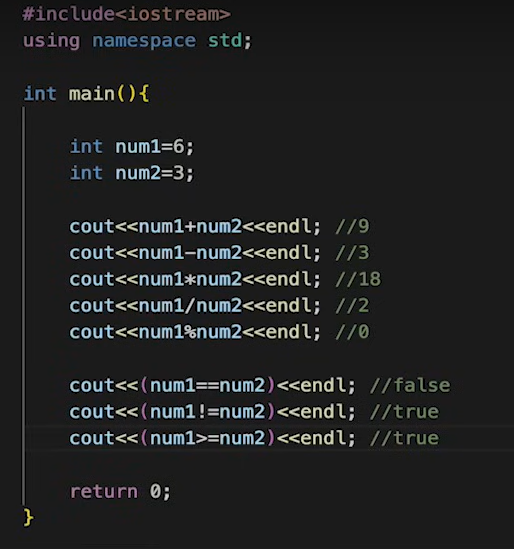 #include<iostream>
using namespace std;
int main(){
int num1=6;
int num2=3;
cout<<num1+num2<<endl; //9
cout<<num1-num2<<endl; //3
cout<<num1*num2<<endl; //18
cout<<num1/num2<<endl; //2
cout<<num1%num2<<endl; //0
cout<<(num1==num2)<<endl; //false
cout<<(num1!=num2)<<endl; //true
cout<<(num1>=num2)<<endl; //true
return 0;
}